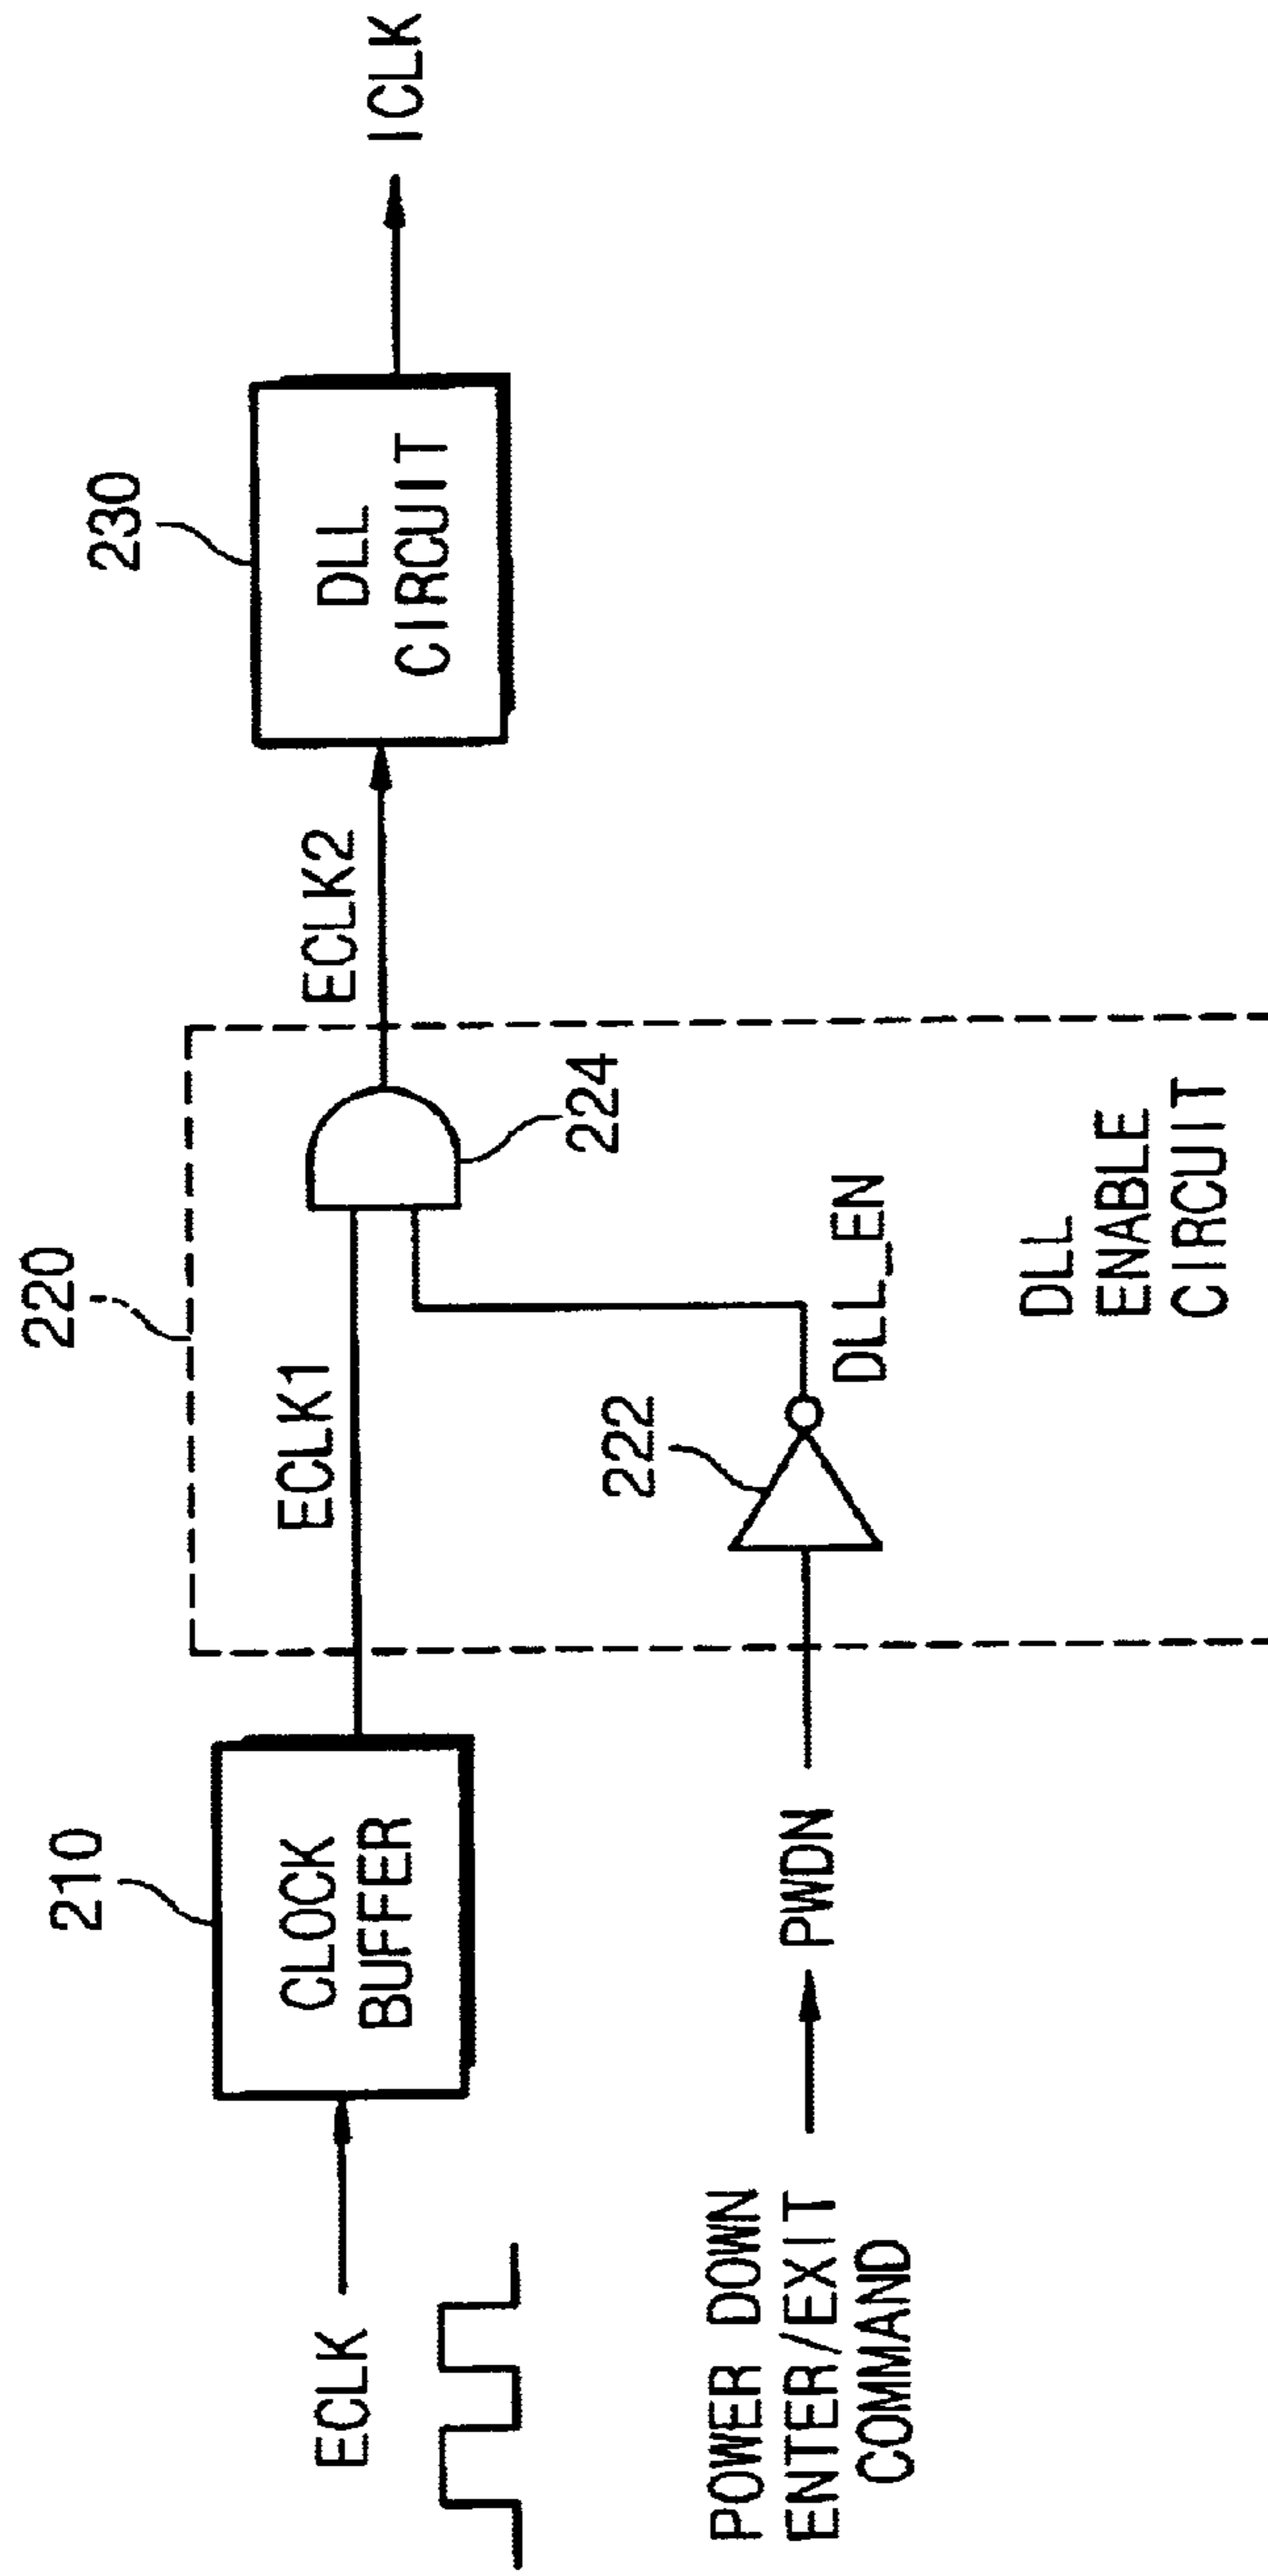 220
230
210
ECLK
CLOCK
BUFFER
ECLK1
224
ECLK2
DLL
CIRCUIT
ICLK
222
DLL_EN
POWER DOWN
ENTER/EXIT
COMMAND
PWDN
DLL
ENABLE
CIRCUIT